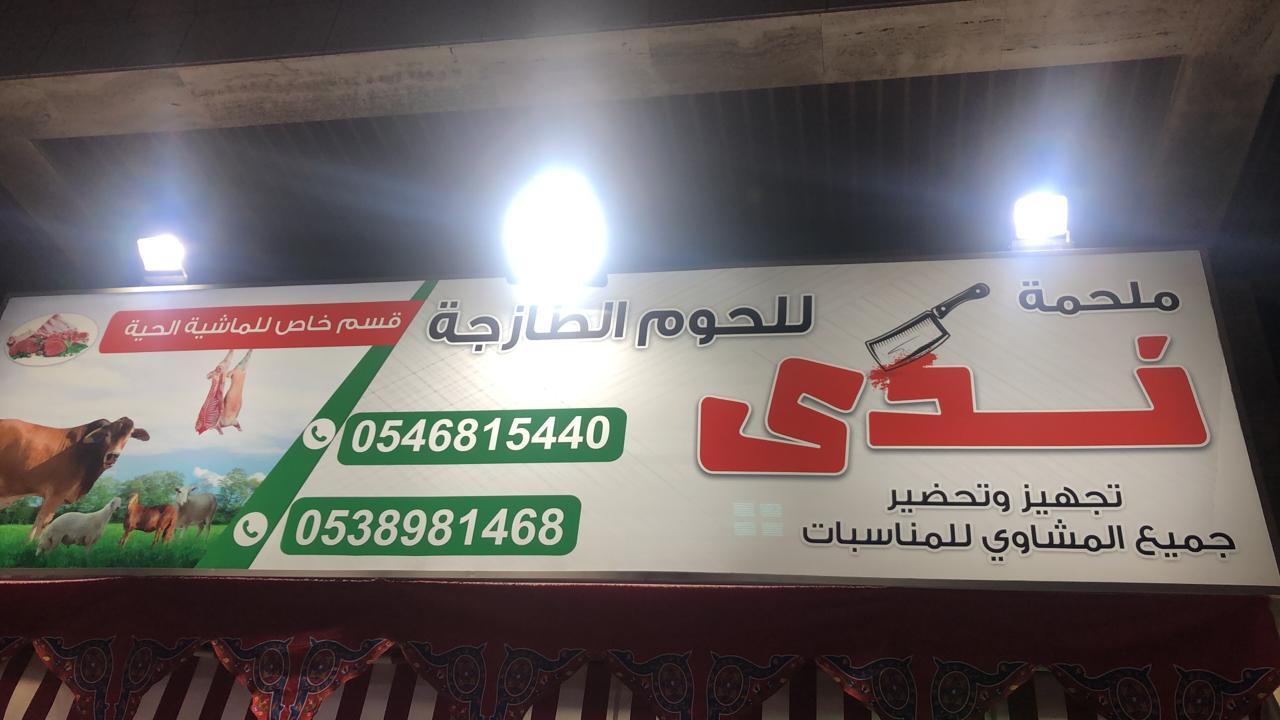 ملحمة
ندى
للحوم الطازجة
تجهيز وتحضير
جميع المشاوي للمناسبات
0546815440
0538981468
قسم خاص للماشية الحية